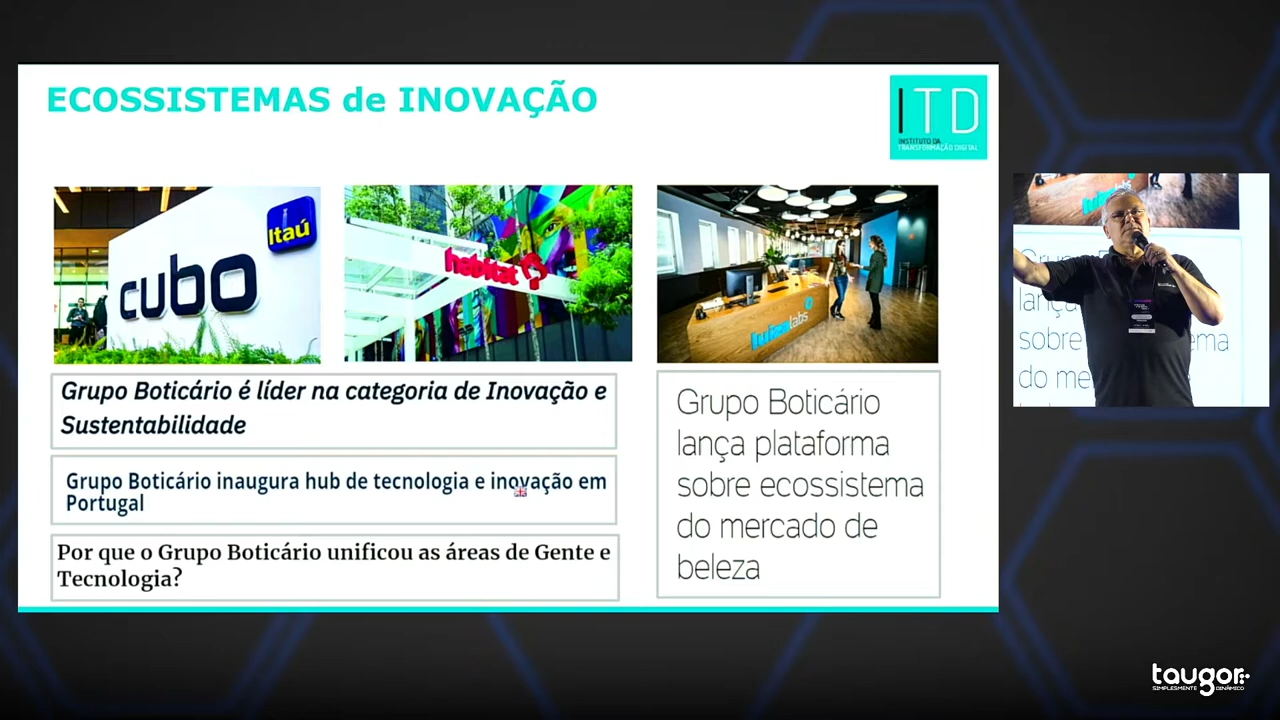 ECOSSISTEMAS de INOVAÇÃO
ITD
INSTITUTO DA
TRANSFORMAÇÃO DIGITAL
Itaú
cubo
habitat
luizalabs
Grupo Boticário é líder na categoria de Inovação e
Sustentabilidade
Grupo Boticário inaugura hub de tecnologia e inovação em
Portugal
Por que o Grupo Boticário unificou as áreas de Gente e
Tecnologia?
Grupo Boticário
lança plataforma
sobre ecossistema
do mercado de
beleza
taugor
SIMPLESMENTE DINÂMICO